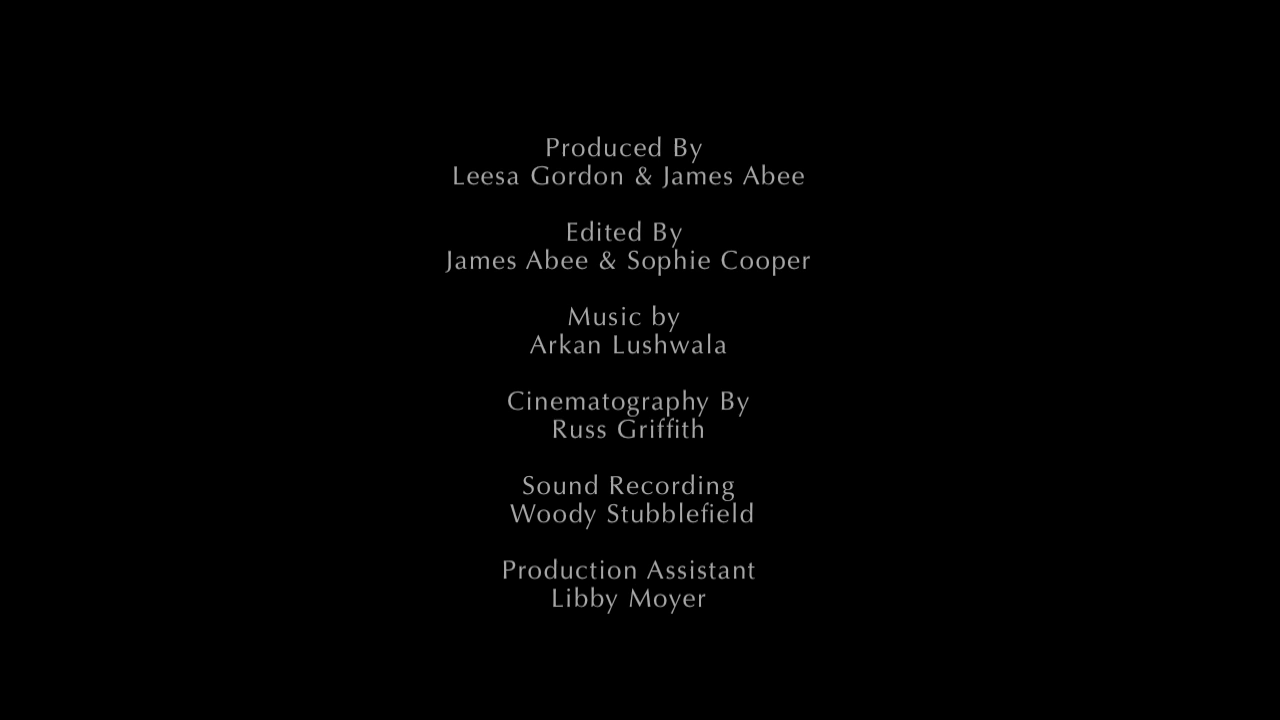 Produced By
Leesa Gordon & James Abee
Edited By
James Abee & Sophie Cooper
Music by
Arkan Lushwala
Cinematography By
Russ Griffith
Sound Recording
Woody Stubblefield
Production Assistant
Libby Moyer